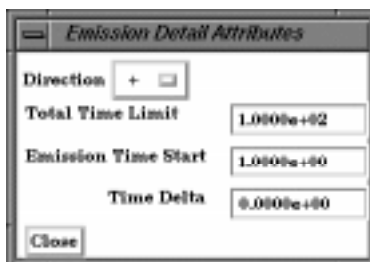 Emission Detail Attributes
Direction +
Total Time Limit 1.0000e+02
Emission Time Start 1.0000e+00
Time Delta 0.0000e+00
Close